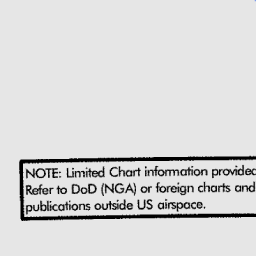 NOTE: Limited Chart information provided
Refer to DoD (NGA) or foreign charts and
publications outside US airspace.